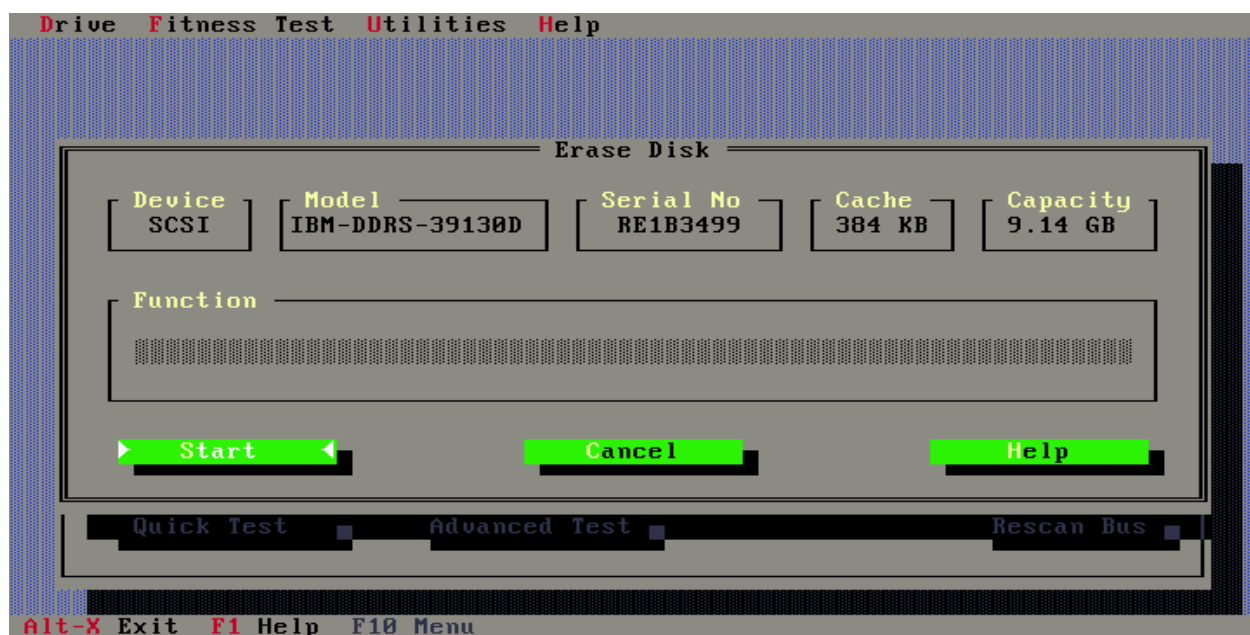 Drive Fitness Test Utilities Help
Erase Disk
Device Model Serial No Cache Capacity
SCSI IBM-DDRS-39130D RE1B3499 384 KB 9.14 GB
Function
Start Cancel Help
Quick Test Advanced Test Rescan Bus
Alt-X Exit F1 Help F10 Menu